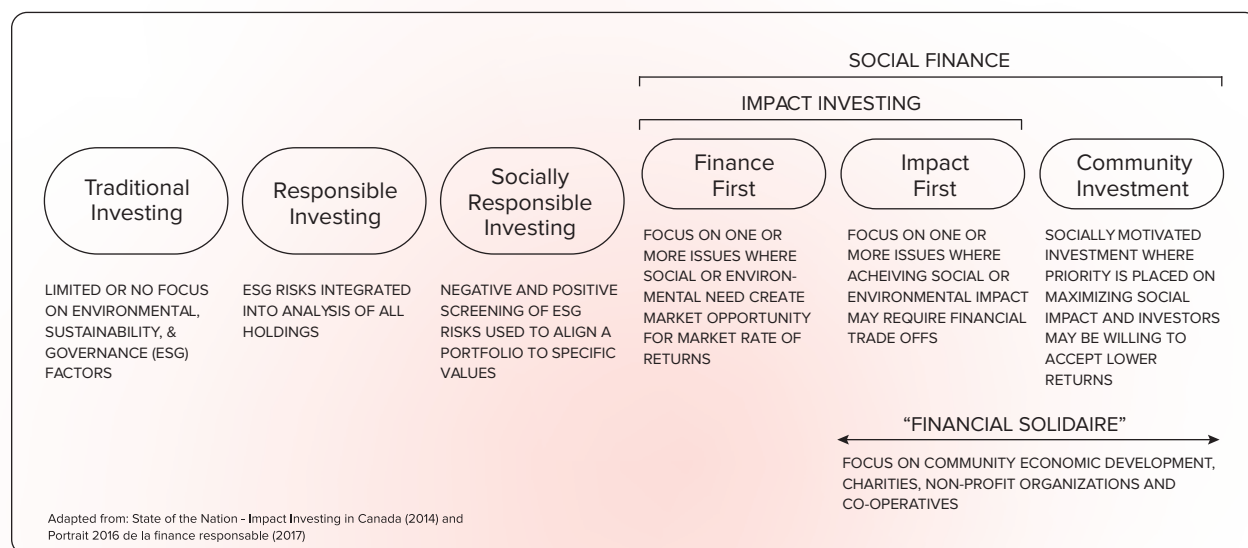 SOCIAL FINANCE
IMPACT INVESTING
Traditional
Investing
LIMITED OR NO FOCUS
ON ENVIRONMENTAL,
SUSTAINABILITY, &
GOVERNANCE (ESG)
FACTORS
Responsible
Investing
ESG RISKS INTEGRATED
INTO ANALYSIS OF ALL
HOLDINGS
Socially
Responsible
Investing
NEGATIVE AND POSITIVE
SCREENING OF ESG
RISKS USED TO ALIGN A
PORTFOLIO TO SPECIFIC
VALUES
Finance
First
FOCUS ON ONE OR
MORE ISSUES WHERE
SOCIAL OR ENVIRON-
MENTAL NEED CREATE
MARKET OPPORTUNITY
FOR MARKET RATE OF
RETURNS
Impact
First
FOCUS ON ONE OR
MORE ISSUES WHERE
ACHEIVING SOCIAL OR
ENVIRONMENTAL IMPACT
MAY REQUIRE FINANCIAL
TRADE OFFS
Community
Investment
SOCIALLY MOTIVATED
INVESTMENT WHERE
PRIORITY IS PLACED ON
MAXIMIZING SOCIAL
IMPACT AND INVESTORS
MAY BE WILLING TO
ACCEPT LOWER
RETURNS
“FINANCIAL SOLIDAIRE”
FOCUS ON COMMUNITY ECONOMIC DEVELOPMENT,
CHARITIES, NON-PROFIT ORGANIZATIONS AND
CO-OPERATIVES
Adapted from: State of the Nation - Impact Investing in Canada (2014) and
Portrait 2016 de la finance responsable (2017)